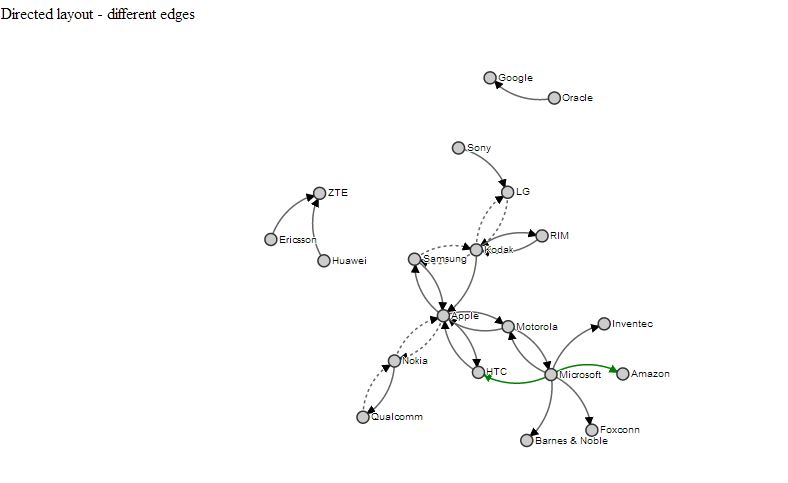 Directed layout - different edges
Google
Oracle
Sony
LG
ZTE
RIM
Ericsson
Kodak
Samsung
Huawei
Apple
Inventec
Motorola
Nokia
HTC
Microsoft
Amazon
Qualcomm
Foxconn
Barnes & Noble